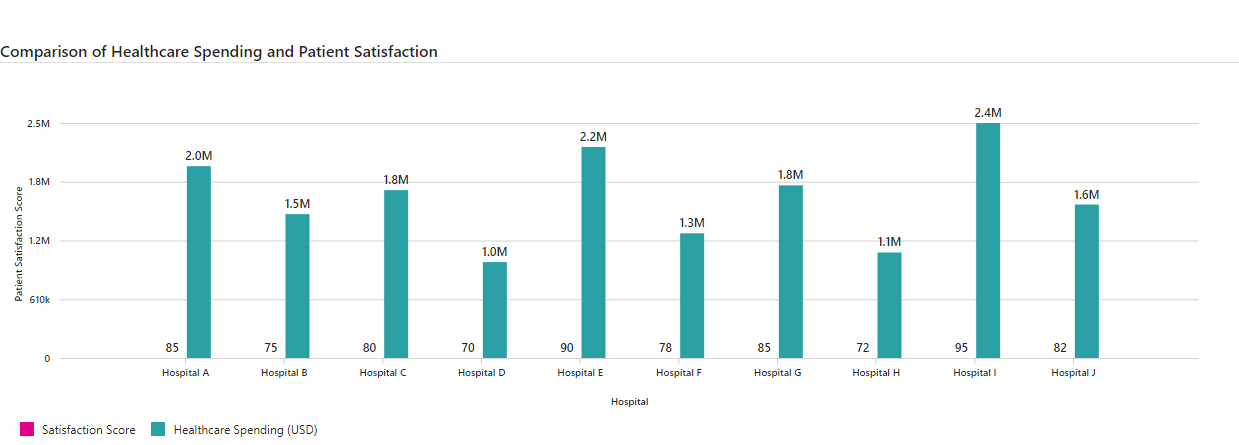 Comparison of Healthcare Spending and Patient Satisfaction
Patient Satisfaction Score
2.5M
1.8M
1.2M
610k
0
2.0M
1.5M
1.8M
1.0M
2.2M
1.3M
1.8M
1.1M
2.4M
1.6M
85
75
80
70
90
78
85
72
95
82
Hospital A
Hospital B
Hospital C
Hospital D
Hospital E
Hospital F
Hospital G
Hospital H
Hospital I
Hospital J
Hospital
Satisfaction Score
Healthcare Spending (USD)